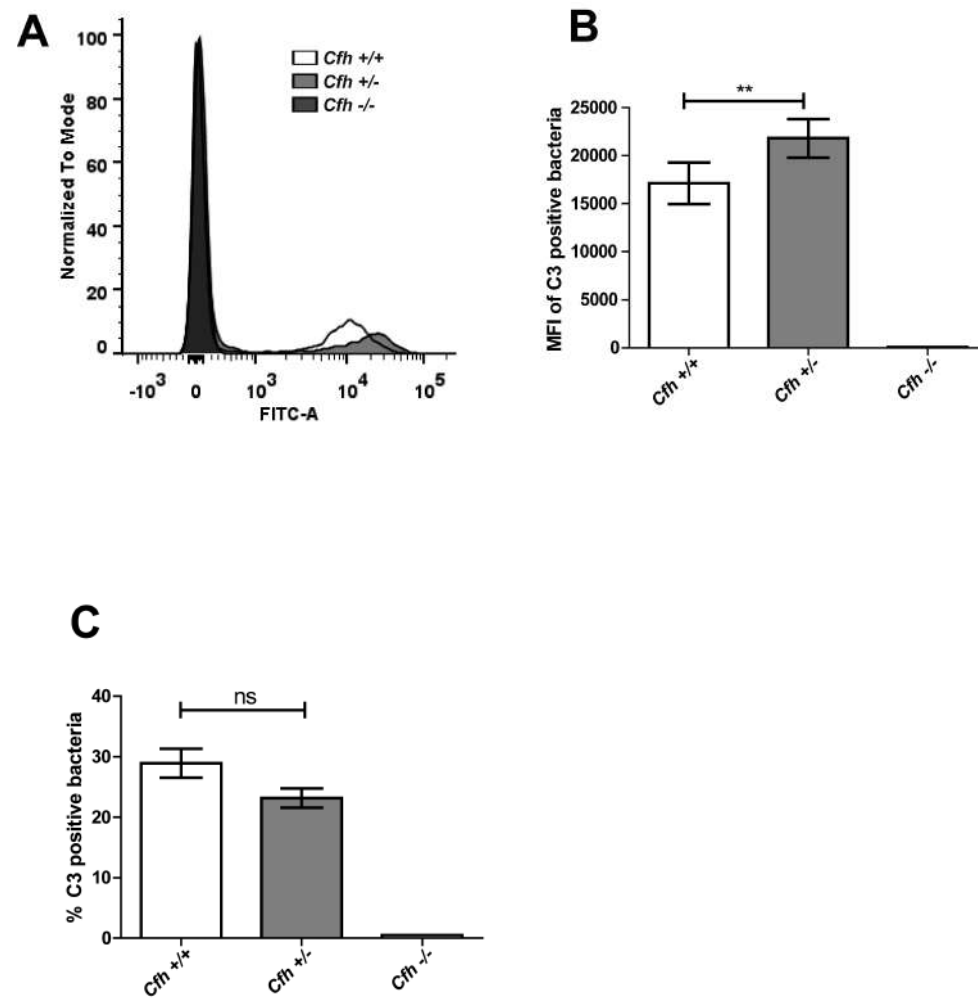 A
Normalized To Mode
100
80
60
40
20
0
-10³ 0 10³ 10⁴ 10⁵
FITC-A
Cfh +/+
Cfh +/-
Cfh -/-
B
MFI of C3 positive bacteria
25000
20000
15000
10000
5000
0
**
Cfh +/+
Cfh +/-
Cfh -/-
C
% C3 positive bacteria
40
30
20
10
0
ns
Cfh +/+
Cfh +/-
Cfh -/-